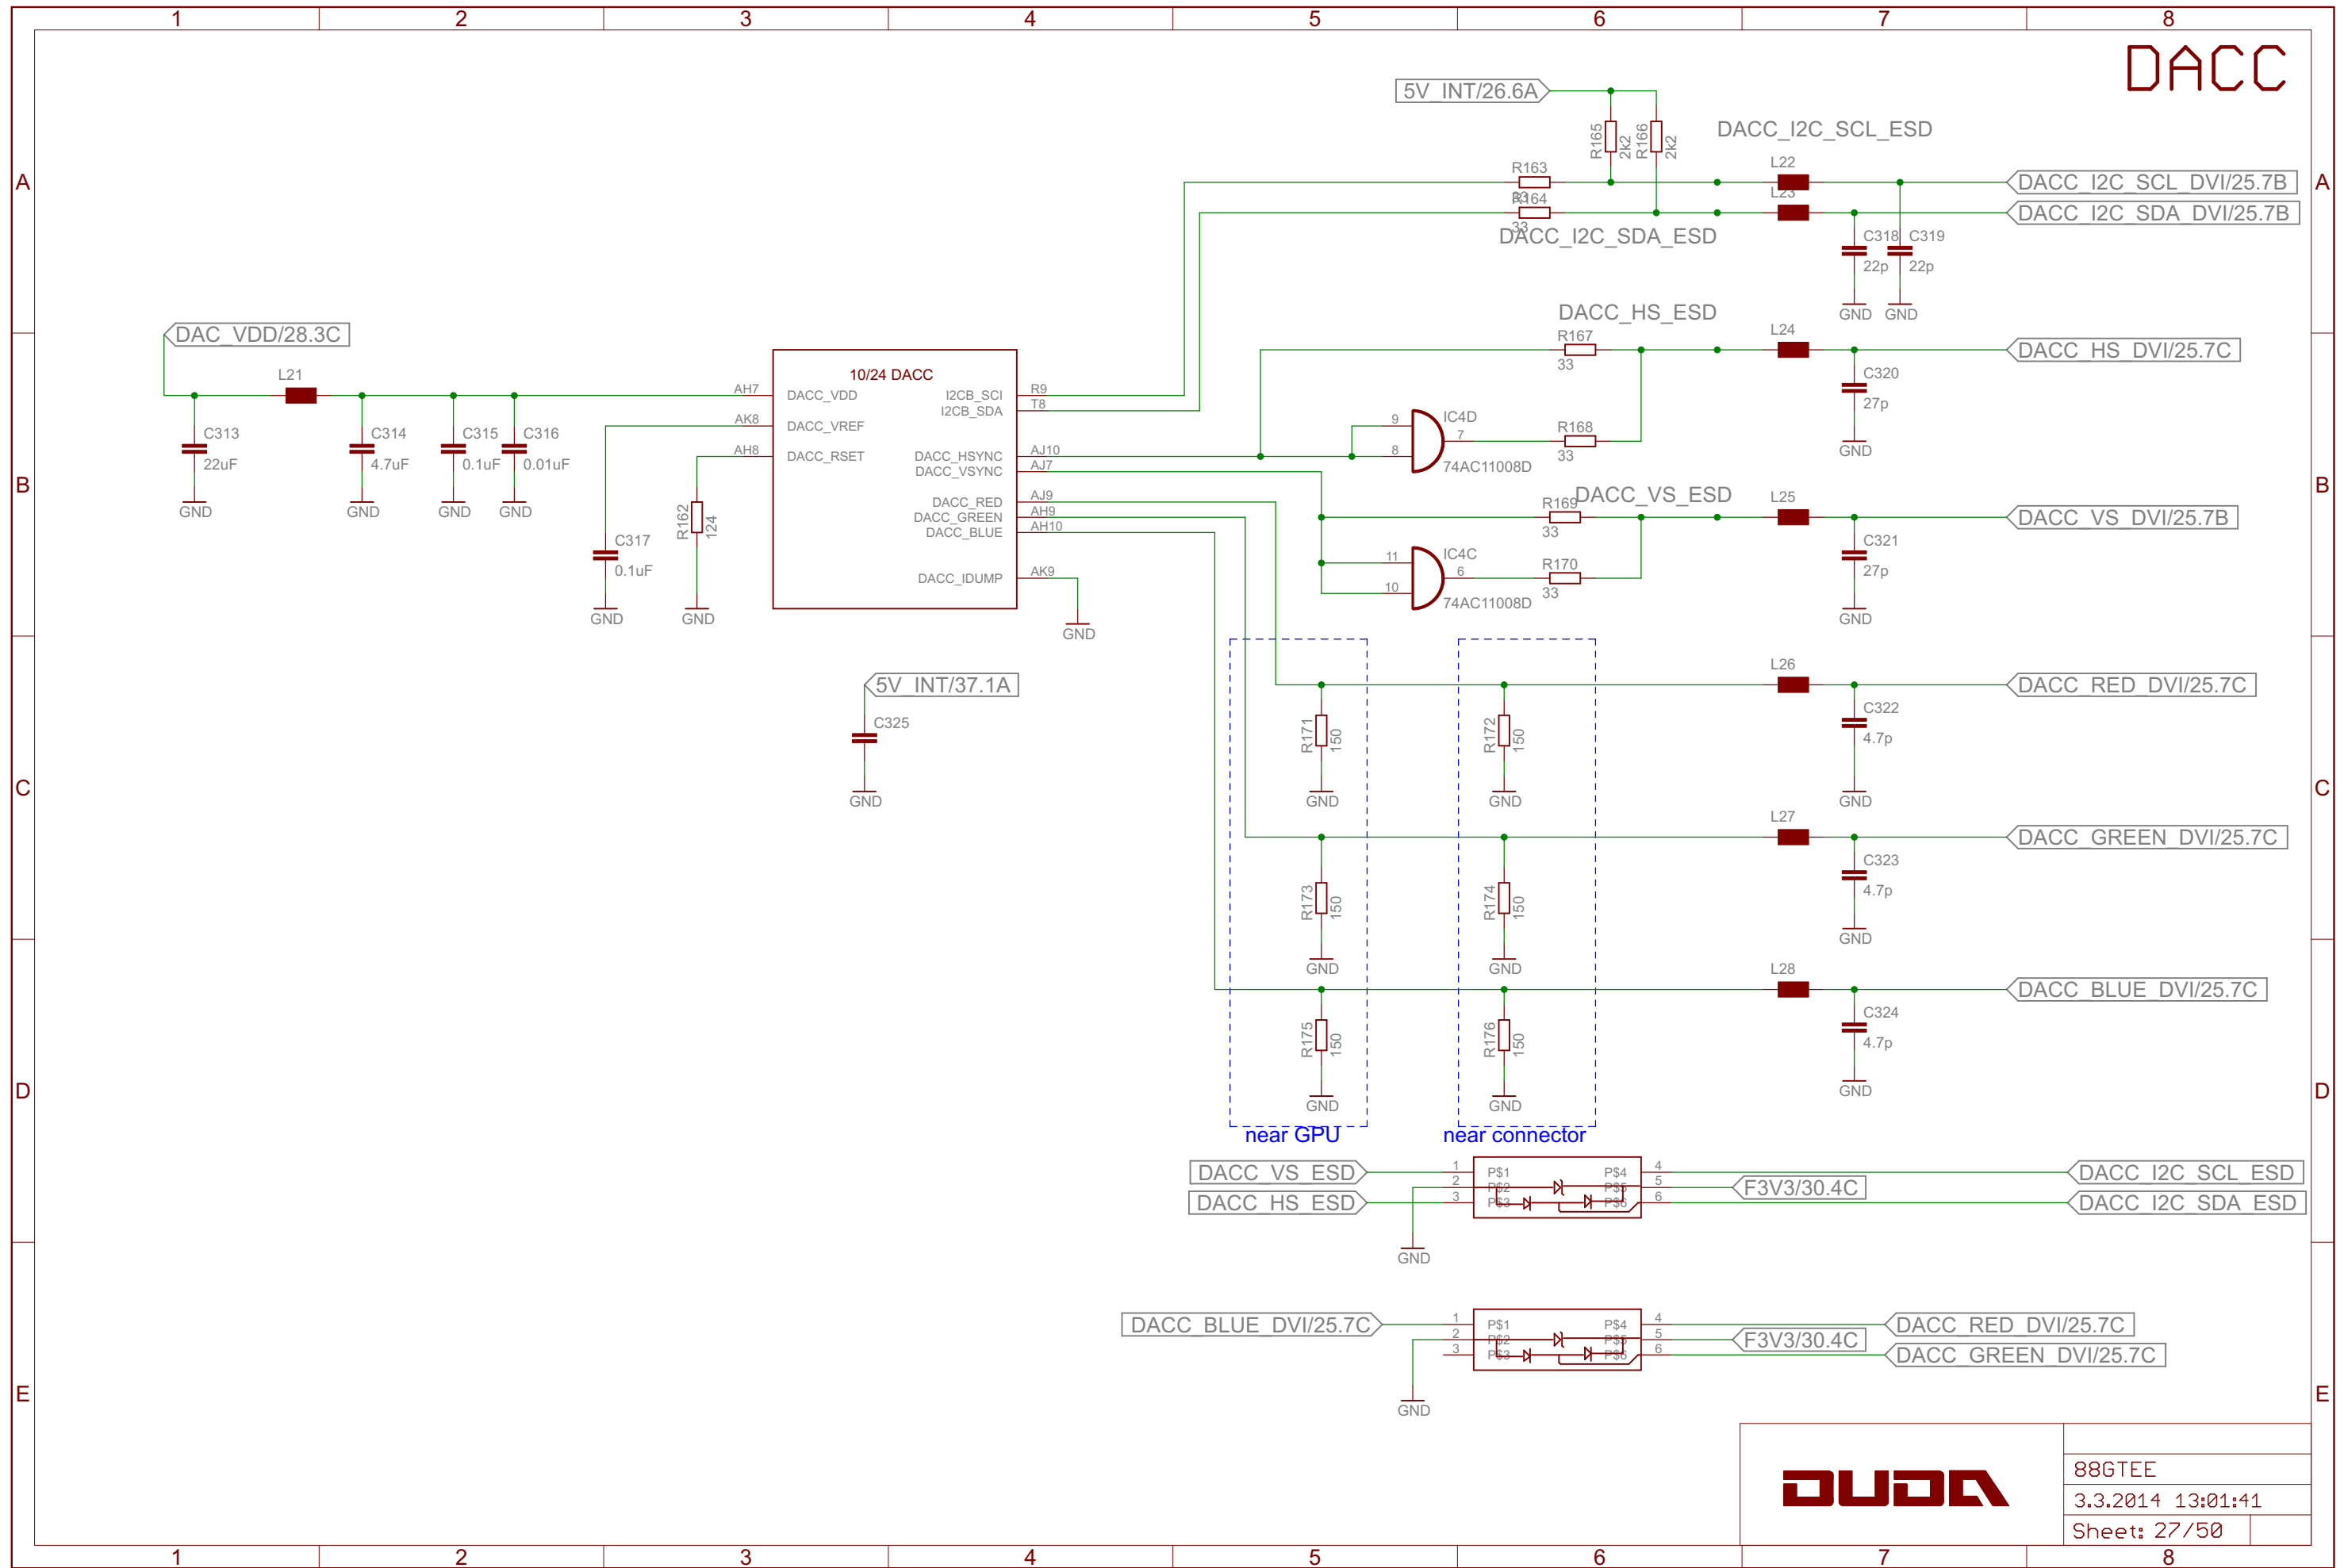 1 2 3 4 5 6 7 8
DACC
5V_INT/26.6A
R165
2k2
R166
2k2
DACC_I2C_SCL_ESD
A
A
R163
33
R164
33
L22
L23
DACC_I2C_SCL_DVI/25.7B
DACC_I2C_SDA_DVI/25.7B
DACC_I2C_SDA_ESD
C318
22p
C319
22p
GND
GND
DACC_HS_ESD
DAC_VDD/28.3C
R167
33
L24
DACC_HS_DVI/25.7C
L21
10/24 DACC
AH7
DACC_VDD
I2CB_SCI
R9
I2CB_SDA
T8
C320
27p
GND
AK8
DACC_VREF
AH8
DACC_RSET
DACC_HSYNC
AJ10
DACC_VSYNC
AJ7
DACC_RED
AJ9
DACC_GREEN
AH9
DACC_BLUE
AH10
DACC_IDUMP
AK9
GND
C313
22uF
GND
C314
4.7uF
GND
C315
0.1uF
GND
C316
0.01uF
GND
9
8
IC4D
7
74AC11008D
R168
33
B
B
R162
124
GND
C317
0.1uF
GND
DACC_VS_ESD
R169
33
L25
DACC_VS_DVI/25.7B
11
10
IC4C
6
74AC11008D
R170
33
C321
27p
GND
5V_INT/37.1A
C325
GND
L26
DACC_RED_DVI/25.7C
R171
150
GND
R172
150
GND
C322
4.7p
GND
C
C
L27
DACC_GREEN_DVI/25.7C
R173
150
GND
R174
150
GND
C323
4.7p
GND
L28
DACC_BLUE_DVI/25.7C
R175
150
GND
R176
150
GND
C324
4.7p
GND
D
D
near GPU
near connector
DACC_VS_ESD
1
P$1
P$4
4
DACC_I2C_SCL_ESD
2
P$2
P$5
5
F3V3/30.4C
DACC_HS_ESD
3
P$3
P$6
6
DACC_I2C_SDA_ESD
GND
DACC_BLUE_DVI/25.7C
1
P$1
P$4
4
DACC_RED_DVI/25.7C
2
P$2
P$5
5
F3V3/30.4C
3
P$3
P$6
6
DACC_GREEN_DVI/25.7C
GND
E
E
DUDA
88GTEE
3.3.2014 13:01:41
Sheet: 27/50
1 2 3 4 5 6 7 8